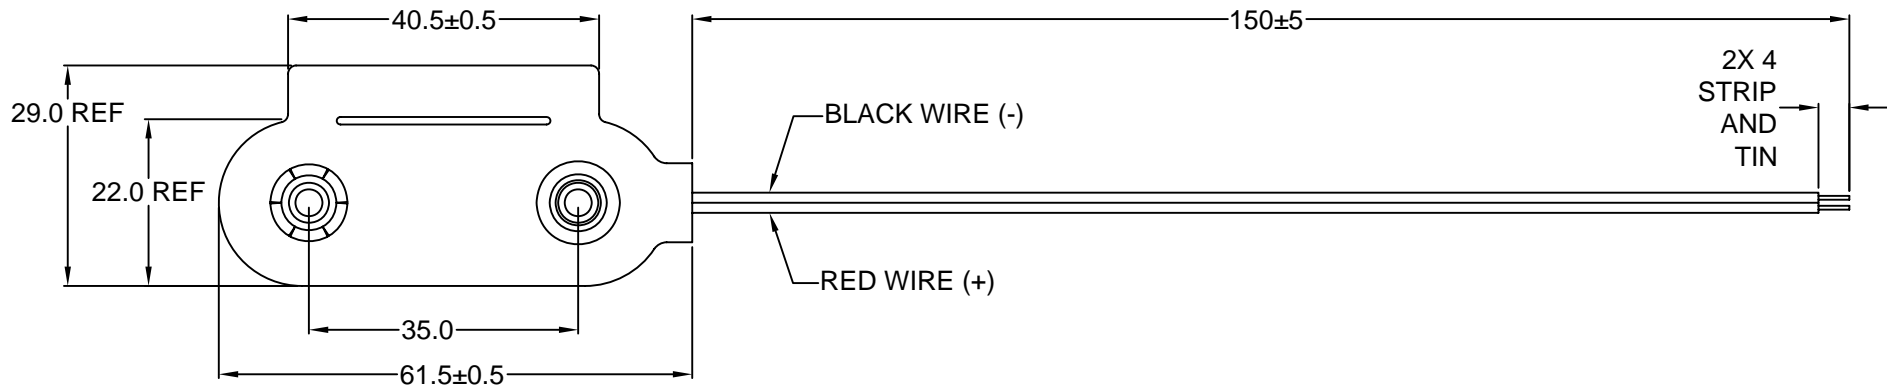 40.5±0.5
150±5
2X 4
STRIP
AND
TIN
29.0 REF
BLACK WIRE (-)
22.0 REF
RED WIRE (+)
35.0
61.5±0.5